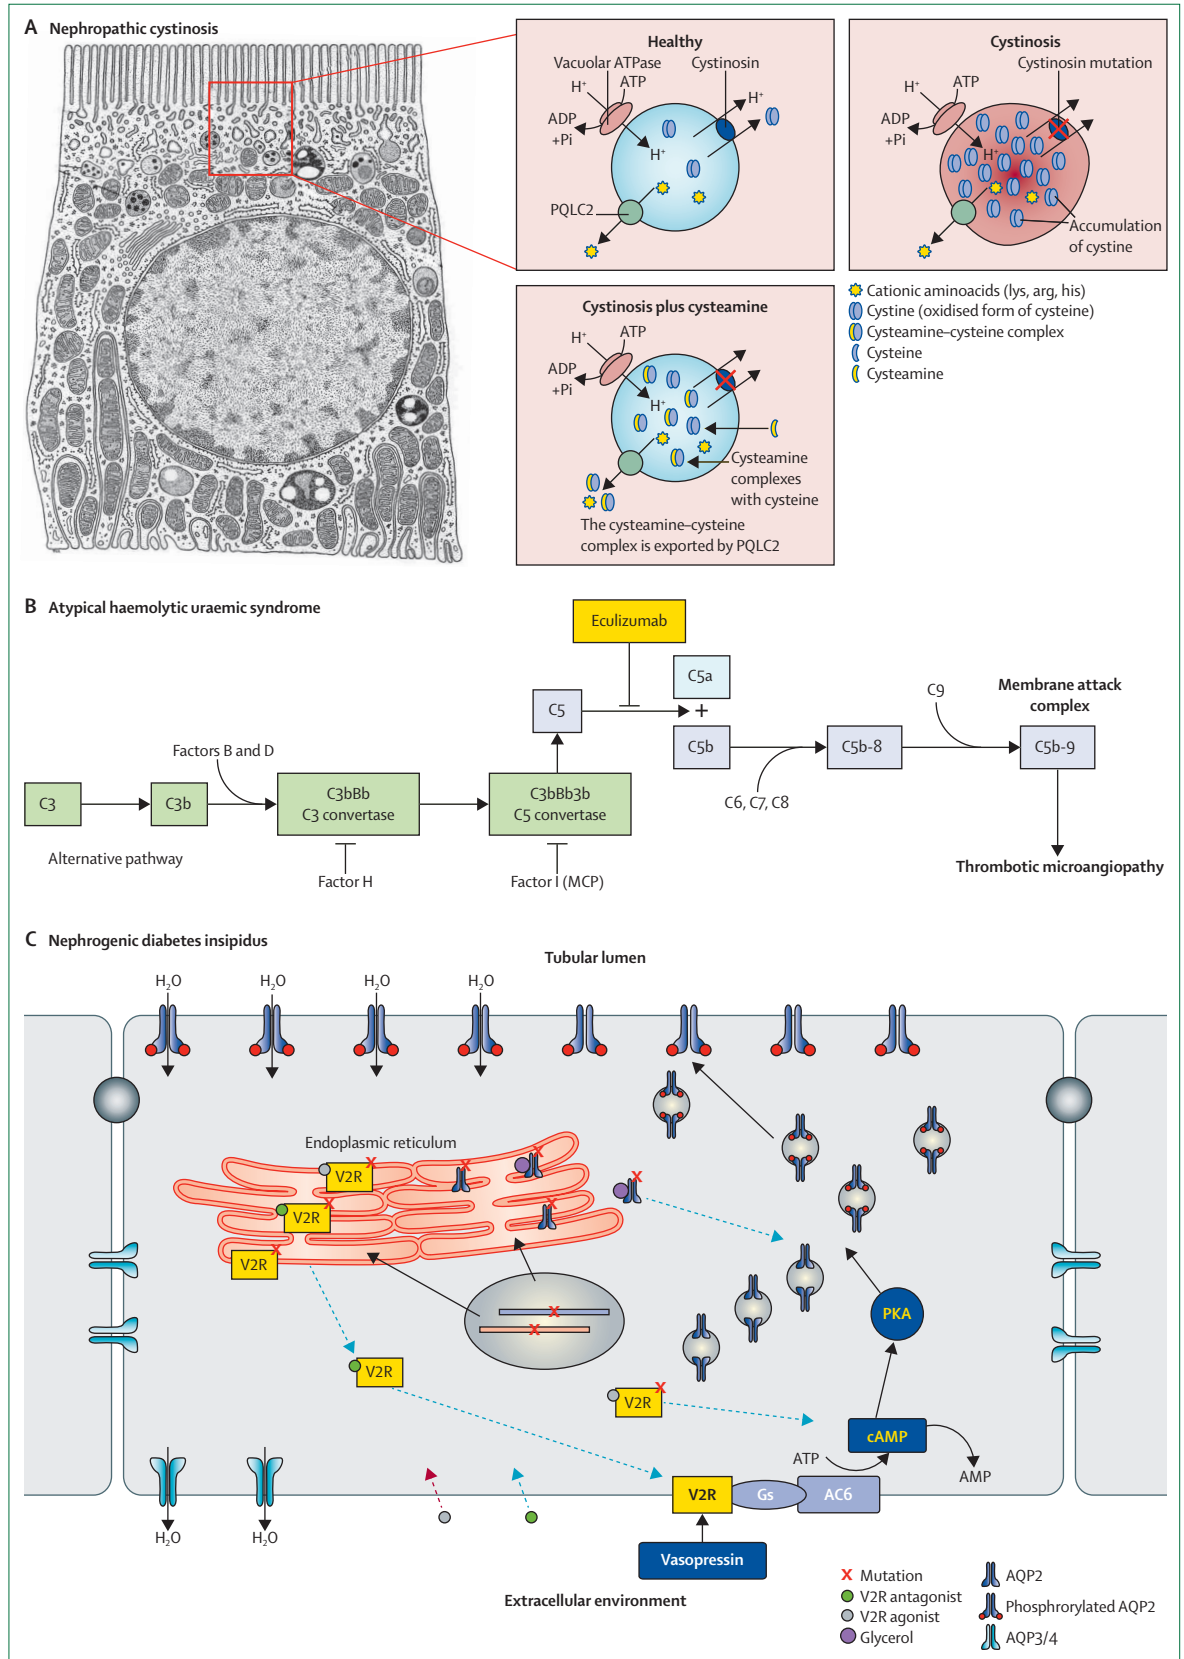 A Nephropathic cystinosis
Healthy
Vacuolar ATPase
Cystinosin
H⁺
ATP
H⁺
ADP
+Pi
H⁺
PQLC2
Cystinosis
Cystinosin mutation
H⁺
ATP
ADP
+Pi
H⁺
Accumulation
of cystine
Cystinosis plus cysteamine
H⁺
ATP
ADP
+Pi
H⁺
Cysteamine
complexes
with cysteine
The cysteamine–cysteine
complex is exported by PQLC2
Cationic aminoacids (lys, arg, his)
Cystine (oxidised form of cysteine)
Cysteamine–cysteine complex
Cysteine
Cysteamine
B Atypical haemolytic uraemic syndrome
Eculizumab
C5a
C5
+
C5b
C9
Membrane attack
complex
C5b-8
C5b-9
C6, C7, C8
Factors B and D
C3
C3b
C3bBb
C3 convertase
C3bBb3b
C5 convertase
Alternative pathway
Factor H
Factor I (MCP)
Thrombotic microangiopathy
C Nephrogenic diabetes insipidus
Tubular lumen
H₂O
H₂O
H₂O
H₂O
Endoplasmic reticulum
X
V2R
X
X
X
X
V2R
X
X
V2R
X
X
X
PKA
V2R
X
V2R
cAMP
ATP
AMP
V2R
Gs
AC6
H₂O
H₂O
Vasopressin
Extracellular environment
X Mutation
V2R antagonist
V2R agonist
Glycerol
AQP2
Phosphrorylated AQP2
AQP3/4